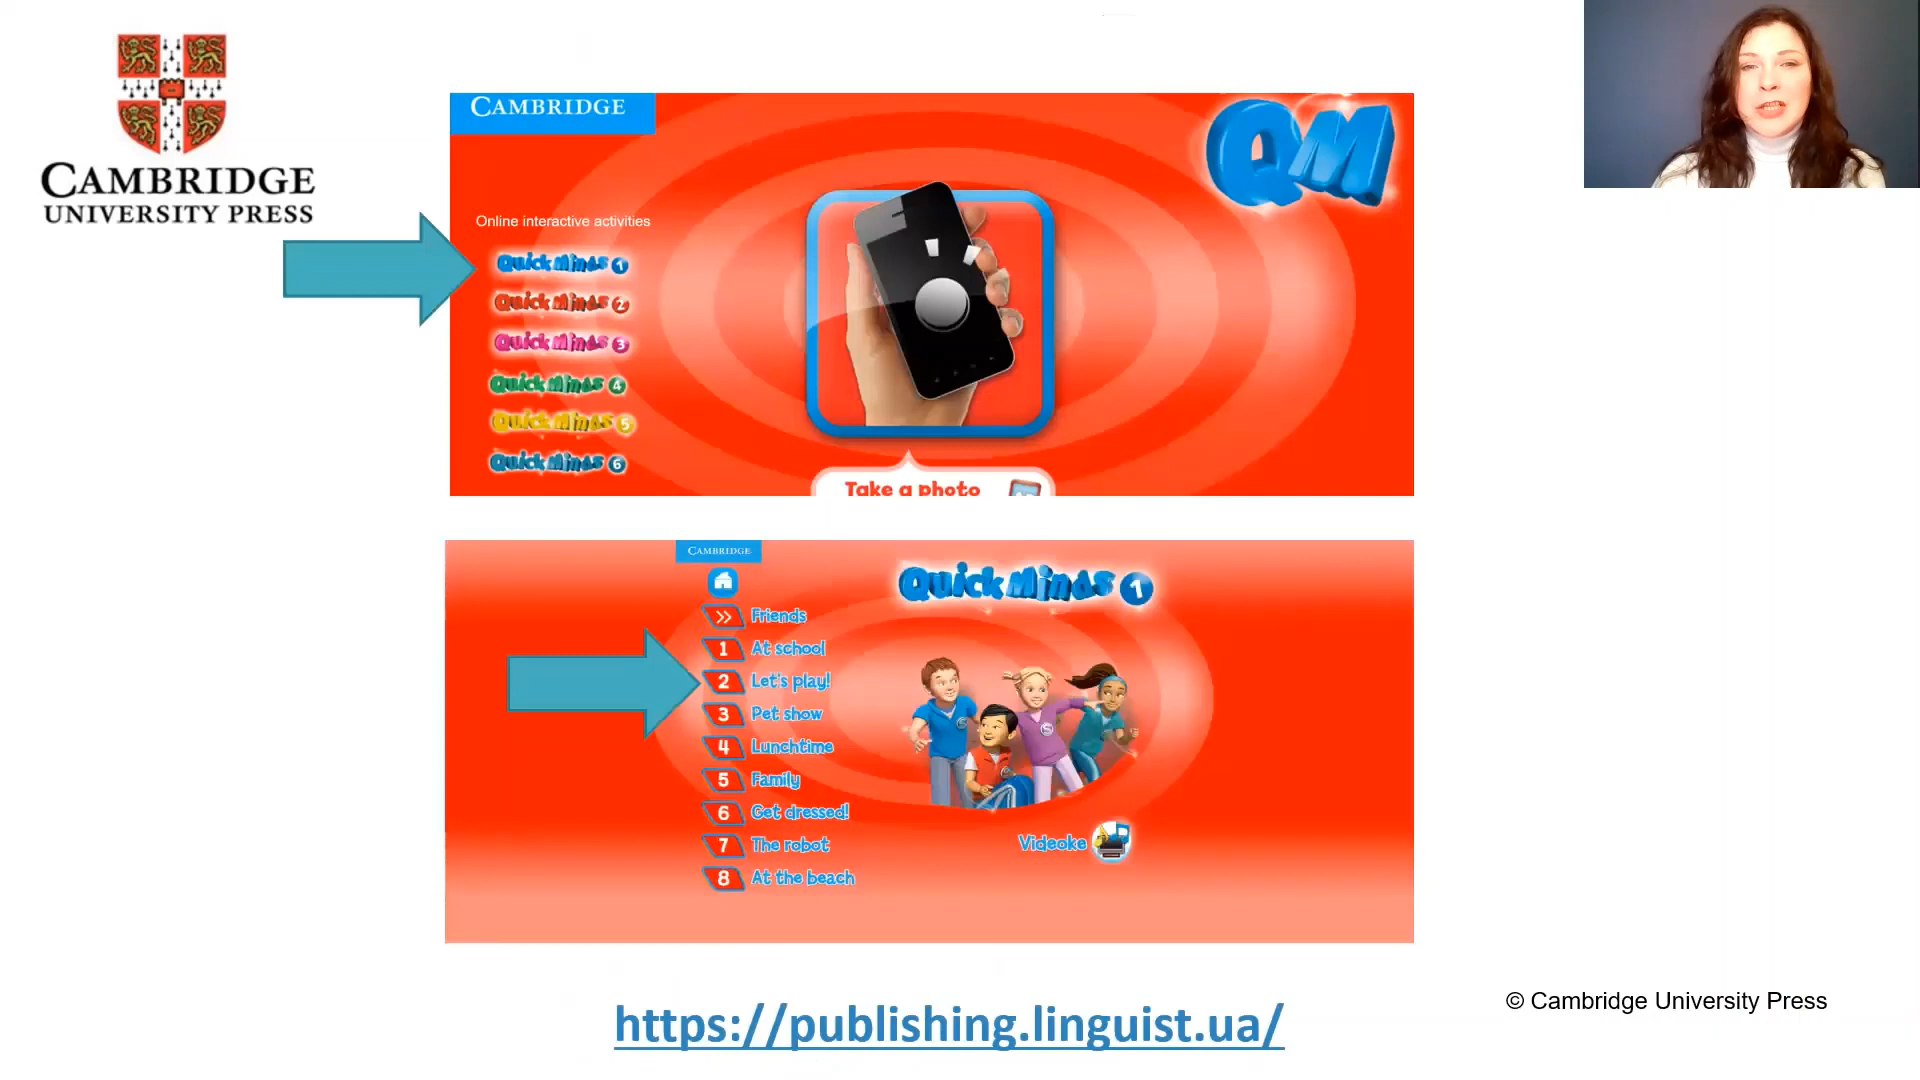 CAMBRIDGE
UNIVERSITY PRESS
CAMBRIDGE
QM
Online interactive activities
Quick Minds 1
Quick Minds 2
Quick Minds 3
Quick Minds 4
Quick Minds 5
Quick Minds 6
Take a photo
CAMBRIDGE
Quick Minds 1
Friends
1 At school
2 Let's play!
3 Pet show
4 Lunchtime
5 Family
6 Get dressed!
7 The robot
8 At the beach
Videoke
© Cambridge University Press
https://publishing.linguist.ua/